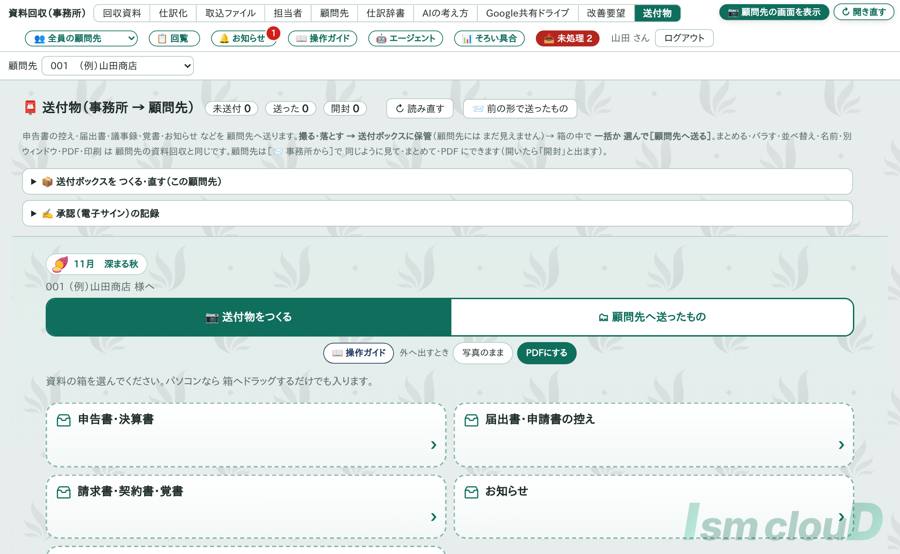 資料回収(事務所) 回収資料 仕訳化 取込ファイル 担当者 顧問先 仕訳辞書 AIの考え方 Google共有ドライブ 改善要望 送付物 顧問先の画面を表示 開き直す
全員の顧問先 回覧 お知らせ 1 操作ガイド エージェント そろい具合 未処理 2 山田 さん ログアウト
顧問先 001 (例)山田商店
送付物(事務所 → 顧問先) 未送付 0 送った 0 開封 0 読み直す 前の形で送ったもの
申告書の控え・届出書・議事録・覚書・お知らせ などを 顧問先へ送ります。撮る・落とす → 送付ボックスに保管(顧問先には まだ見えません)→ 箱の中で 一括か 選んで[顧問先へ送る]。まとめる・バラす・並べ替え・名前・別
ウィンドウ・PDF・印刷 は 顧問先の資料回収と同じです。顧問先は[📨 事務所から]で 同じように見て・まとめて・PDF にできます(開いたら「開封」と出ます)。
▶ 送付ボックスを つくる・直す(この顧問先)
▶ 承認(電子サイン)の記録
11月 深まる秋
001 (例)山田商店 様へ
送付物をつくる 顧問先へ送ったもの
操作ガイド 外へ出すとき 写真のまま PDFにする
資料の箱を選んでください。パソコンなら 箱へドラッグするだけでも入ります。
申告書・決算書 届出書・申請書の控え
請求書・契約書・覚書 お知らせ
Ism clouD